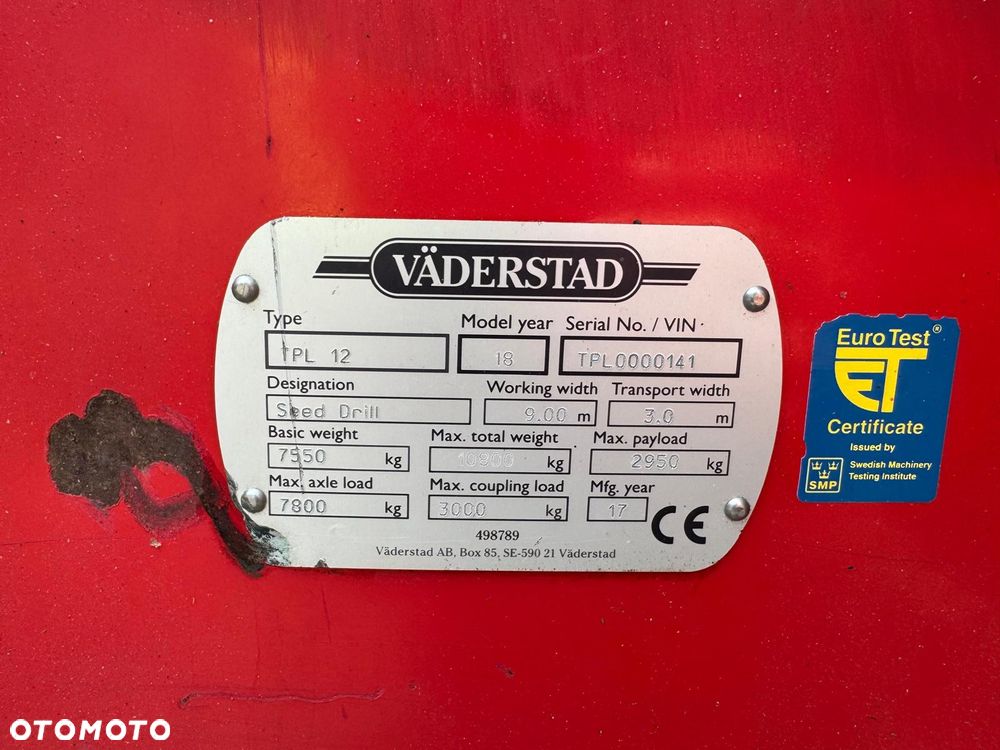 VÄDERSTAD
Type Model year Serial No. / VIN
TPL 12 18 TPL0000141
Designation Working width Transport width
Seed Drill 9.00 m 3.0 m
Basic weight Max. total weight Max. payload
7550 kg 10800 kg 2950 kg
Max. axle load Max. coupling load Mfg. year
7800 kg 3000 kg 17 CE
498789
Väderstad AB, Box 85, SE-590 21 Väderstad
Euro Test®
ET
Certificate
Issued by
SMP Swedish Machinery
Testing Institute
OTOMOTO